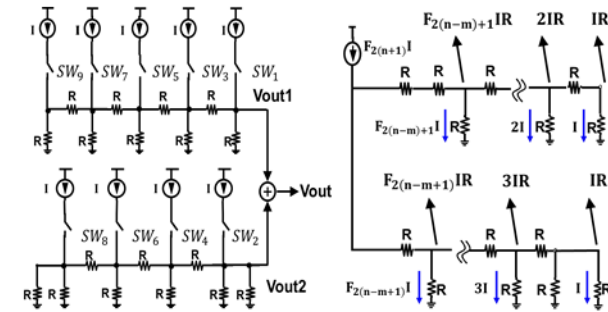 I I I I I
SW9 SW7 SW5 SW3 SW1
R R R R
Vout1
R R R R R
Vout
I I I I
SW8 SW6 SW4 SW2
R R R
R R R R R R
Vout2
F2(n-m)+1IR 2IR IR
F2(n+1)I
R R R R
F2(n-m)+1I R 2I R I R
F2(n-m+1)IR 3IR IR
R R R
F2(n-m+1)I R 3I R R I R